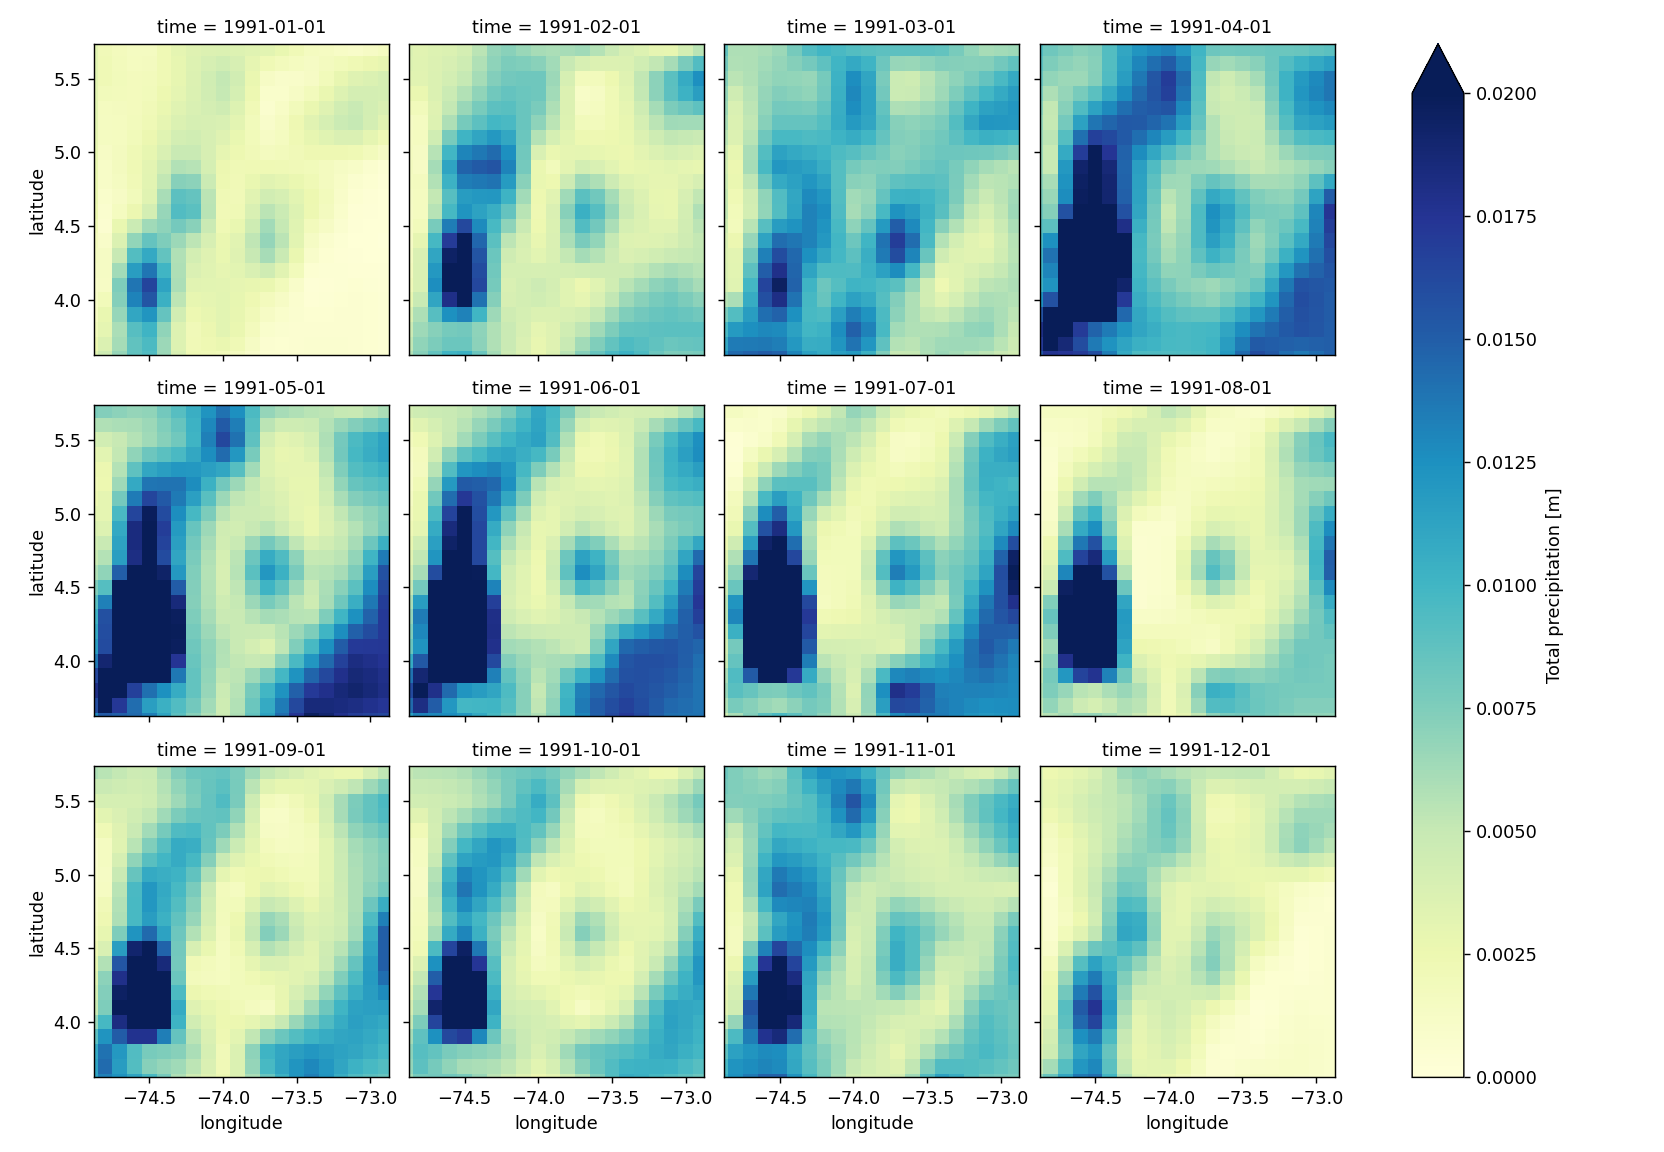 time = 1991-01-01
time = 1991-02-01
time = 1991-03-01
time = 1991-04-01
5.5
5.0
4.5
4.0
latitude
time = 1991-05-01
time = 1991-06-01
time = 1991-07-01
time = 1991-08-01
5.5
5.0
4.5
4.0
latitude
time = 1991-09-01
time = 1991-10-01
time = 1991-11-01
time = 1991-12-01
5.5
5.0
4.5
4.0
latitude
−74.5 −74.0 −73.5 −73.0
longitude
−74.5 −74.0 −73.5 −73.0
longitude
−74.5 −74.0 −73.5 −73.0
longitude
−74.5 −74.0 −73.5 −73.0
longitude
0.0200
0.0175
0.0150
0.0125
0.0100
0.0075
0.0050
0.0025
0.0000
Total precipitation [m]